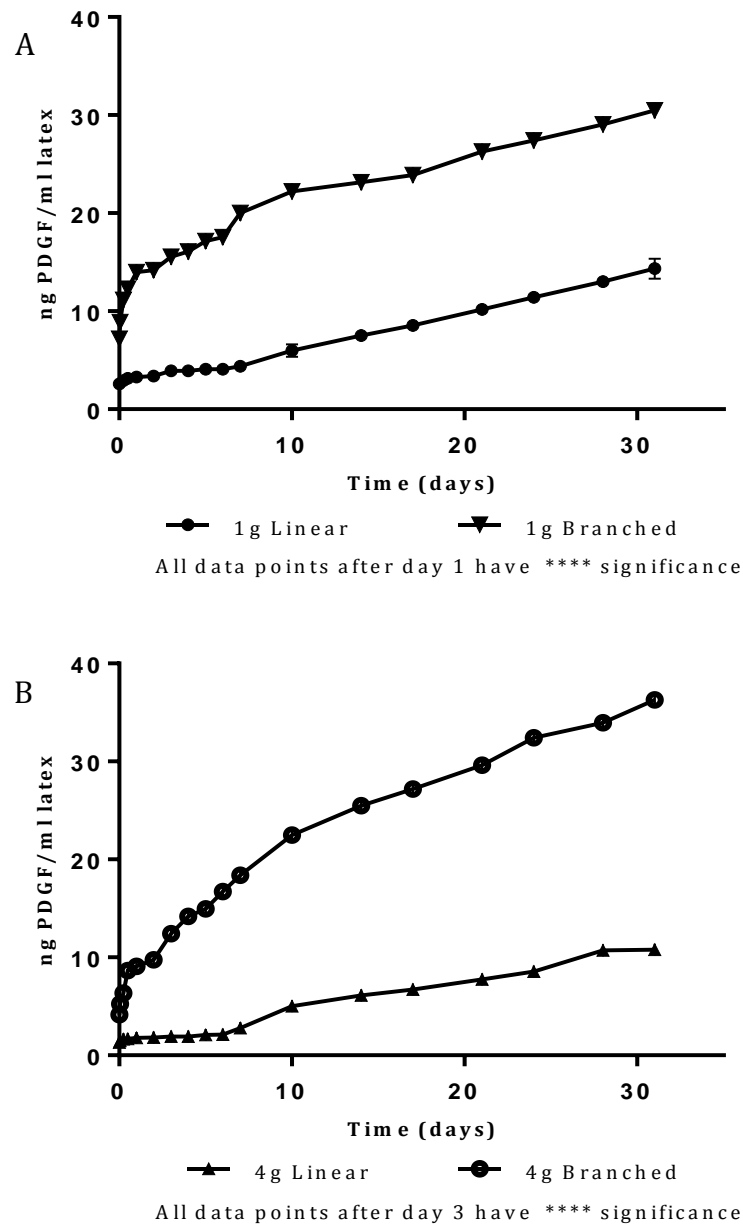 A
40
30
20
10
0
ng PDGF/ml latex
0 10 20 30
Time (days)
1g Linear 1g Branched
All data points after day 1 have **** significance
B
40
30
20
10
0
ng PDGF/ml latex
0 10 20 30
Time (days)
4g Linear 4g Branched
All data points after day 3 have **** significance